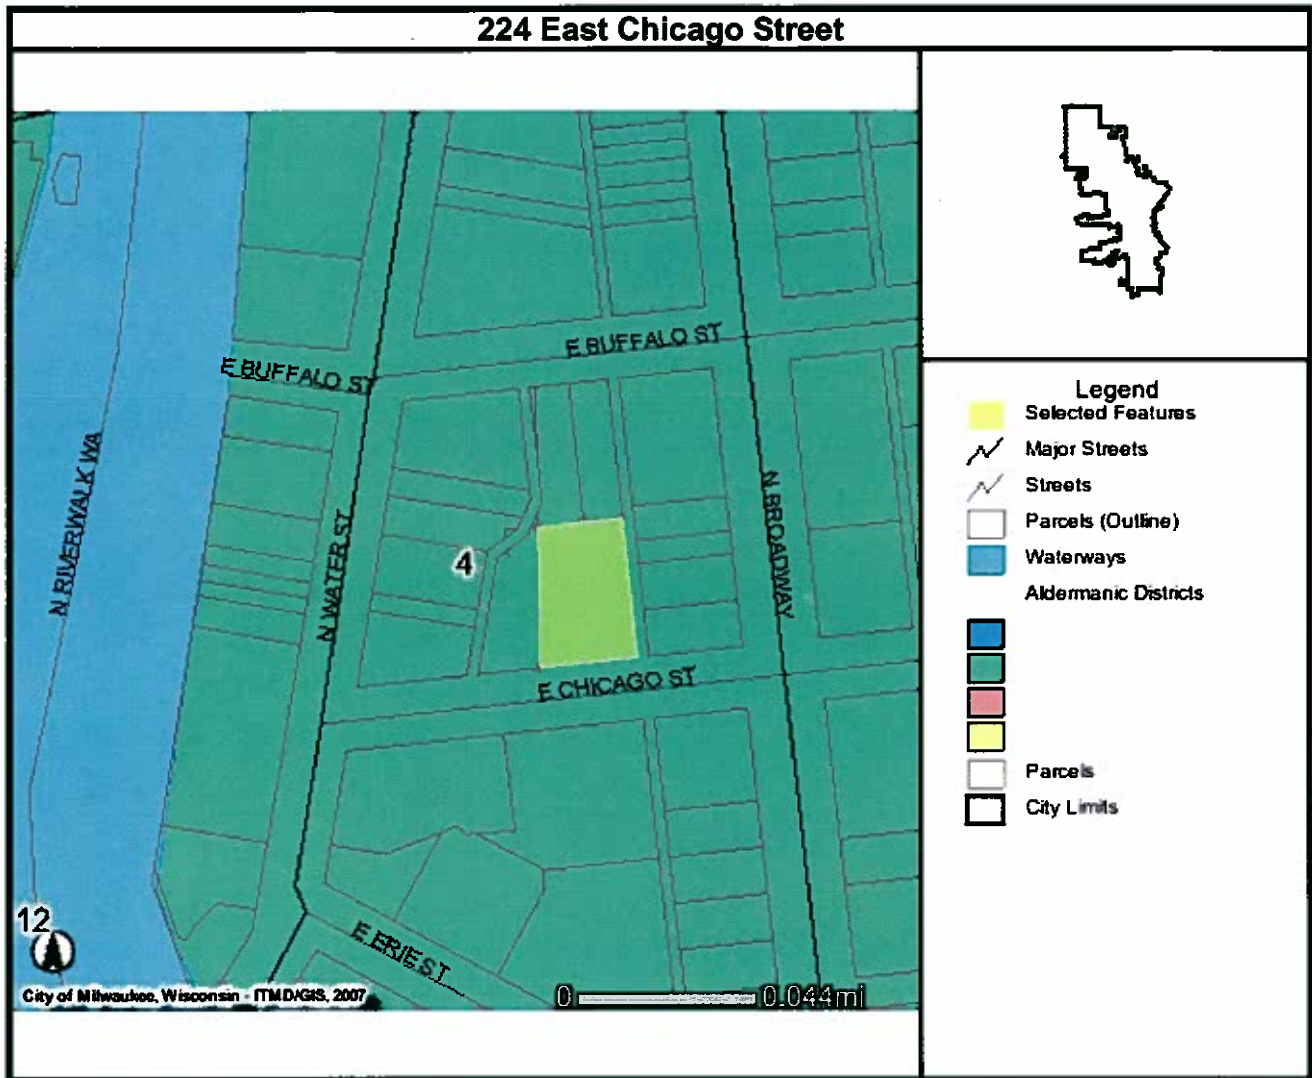 224 East Chicago Street
E BUFFALO ST
E BUFFALO ST
N RIVERWALK WA
N WATER ST
N BROADWAY
4
E CHICAGO ST
12
E ERIE ST
City of Milwaukee, Wisconsin - ITMD/GIS, 2007
0 0.044mi
Legend
Selected Features
Major Streets
Streets
Parcels (Outline)
Waterways
Aldermanic Districts
Parcels
City Limits